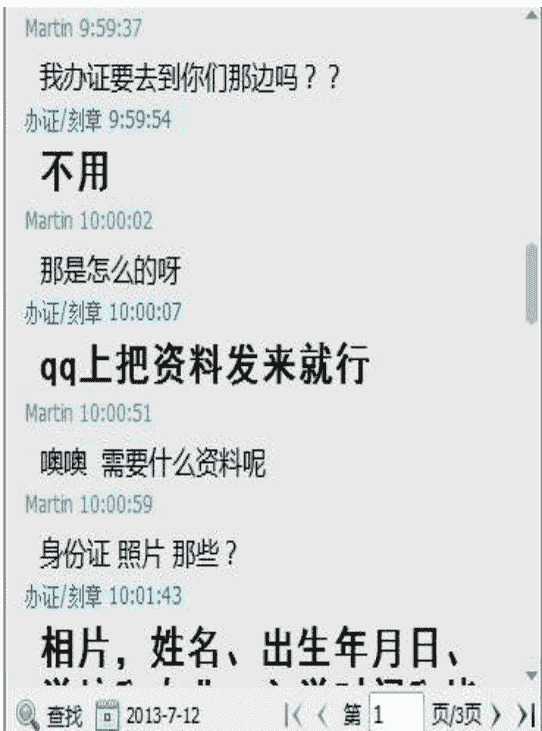 Martin 9:59:37
我办证要去到你们那边吗？？
办证/刻章 9:59:54
不用
Martin 10:00:02
那是怎么的呀
办证/刻章 10:00:07
qq上把资料发来就行
Martin 10:00:51
噢噢 需要什么资料呢
Martin 10:00:59
身份证 照片 那些？
办证/刻章 10:01:43
相片，姓名、出生年月日、
查找 2013-7-12 第 1 页/3页